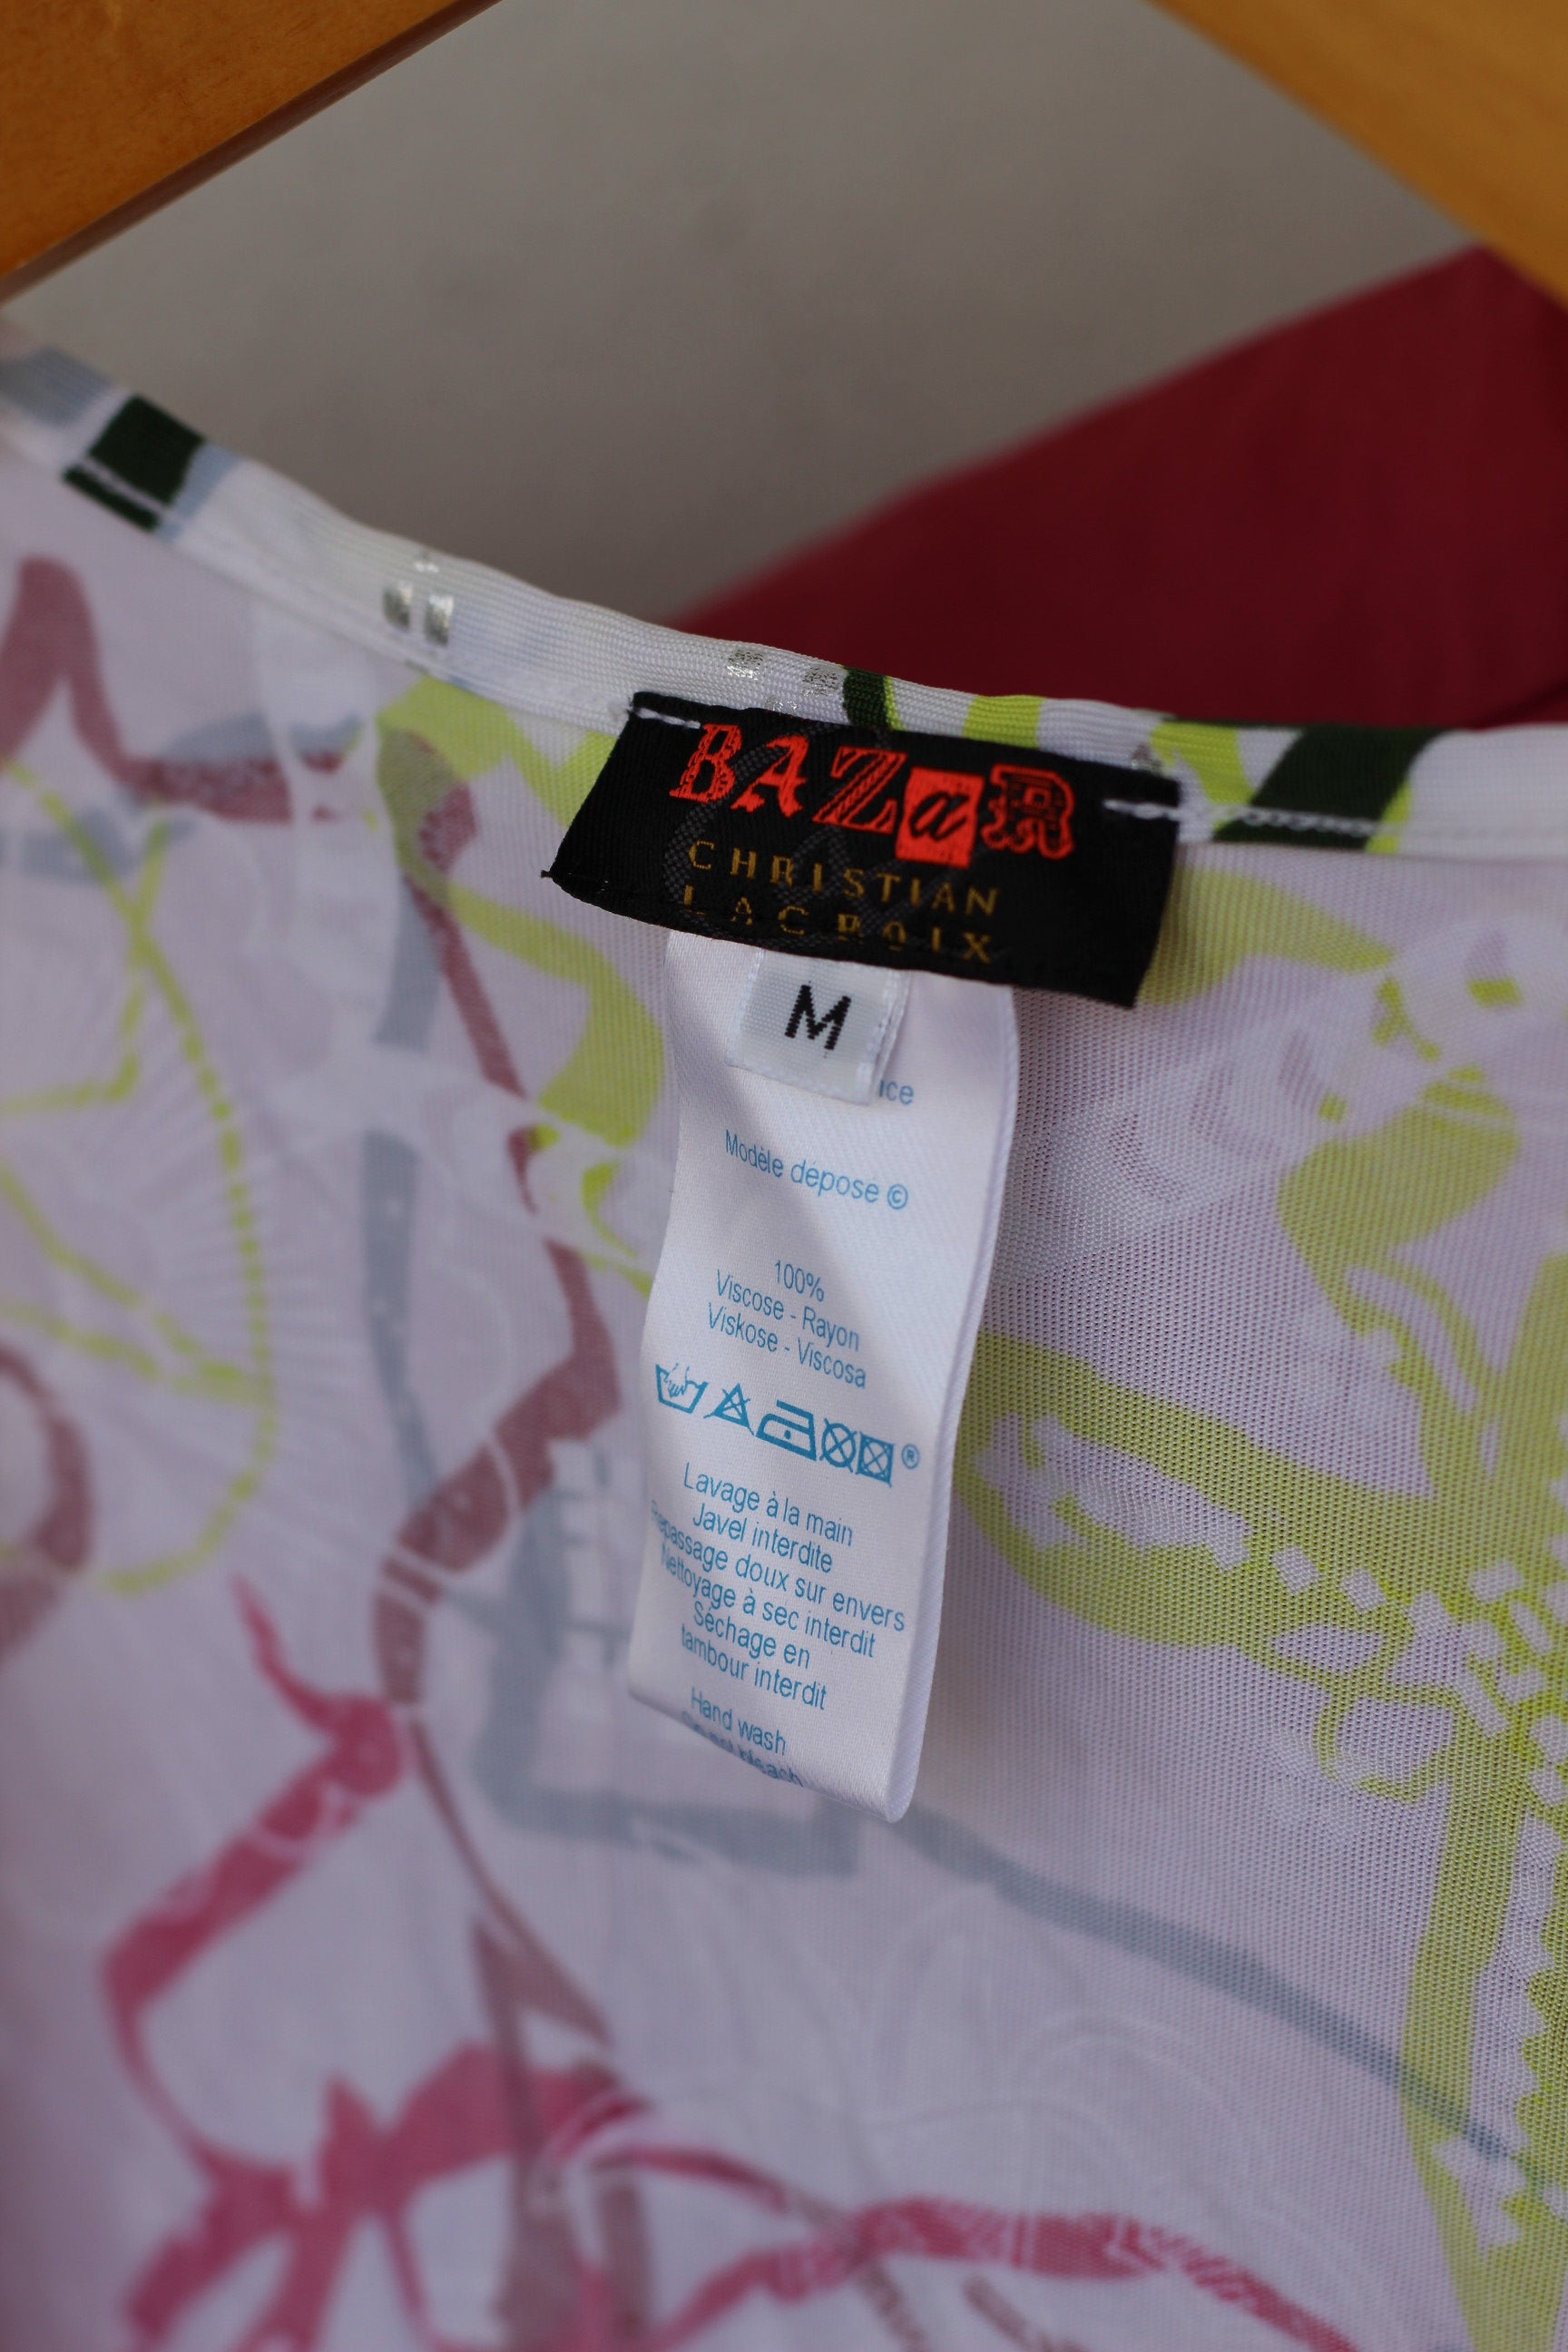 BAZaR
CHRISTIAN
LACROIX
M
Modèle déposé ©
100%
Viscose - Rayon
Viskose - Viscosa
®
Lavage à la main
Javel interdite
Repassage doux sur envers
Nettoyage à sec interdit
Séchage en
tambour interdit
Hand wash
bleach